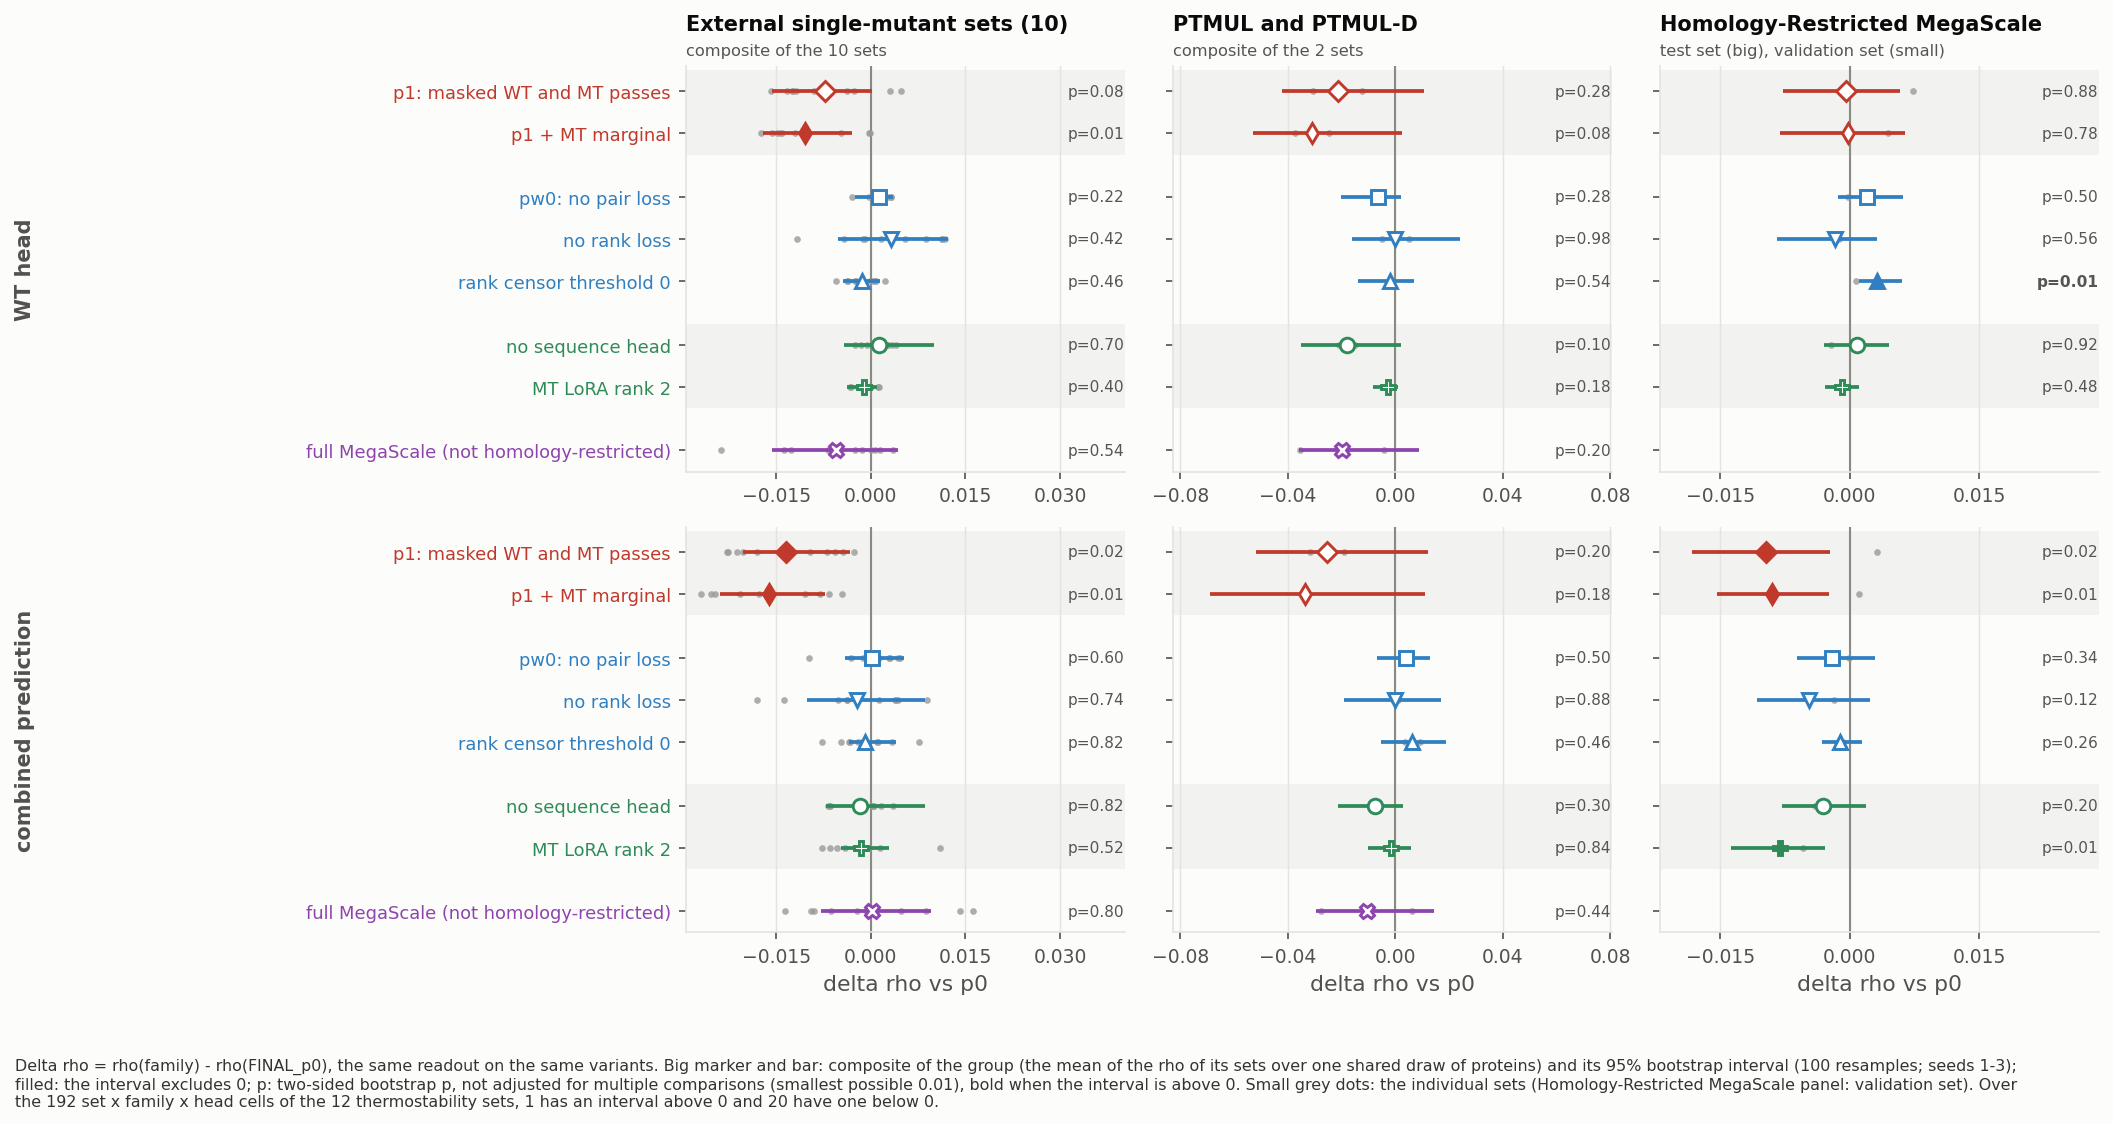 External single-mutant sets (10)
composite of the 10 sets
PTMUL and PTMUL-D
composite of the 2 sets
Homology-Restricted MegaScale
test set (big), validation set (small)
WT head
p1: masked WT and MT passes
p=0.08
p=0.28
p=0.88
p1 + MT marginal
p=0.01
p=0.08
p=0.78
pw0: no pair loss
p=0.22
p=0.28
p=0.50
no rank loss
p=0.42
p=0.98
p=0.56
rank censor threshold 0
p=0.46
p=0.54
p=0.01
no sequence head
p=0.70
p=0.10
p=0.92
MT LoRA rank 2
p=0.40
p=0.18
p=0.48
full MegaScale (not homology-restricted)
p=0.54
p=0.20
−0.015 0.000 0.015 0.030
−0.08 −0.04 0.00 0.04 0.08
−0.015 0.000 0.015
combined prediction
p1: masked WT and MT passes
p=0.02
p=0.20
p=0.02
p1 + MT marginal
p=0.01
p=0.18
p=0.01
pw0: no pair loss
p=0.60
p=0.50
p=0.34
no rank loss
p=0.74
p=0.88
p=0.12
rank censor threshold 0
p=0.82
p=0.46
p=0.26
no sequence head
p=0.82
p=0.30
p=0.20
MT LoRA rank 2
p=0.52
p=0.84
p=0.01
full MegaScale (not homology-restricted)
p=0.80
p=0.44
−0.015 0.000 0.015 0.030
−0.08 −0.04 0.00 0.04 0.08
−0.015 0.000 0.015
delta rho vs p0
delta rho vs p0
delta rho vs p0
Delta rho = rho(family) - rho(FINAL_p0), the same readout on the same variants. Big marker and bar: composite of the group (the mean of the rho of its sets over one shared draw of proteins) and its 95% bootstrap interval (100 resamples; seeds 1-3);
filled: the interval excludes 0; p: two-sided bootstrap p, not adjusted for multiple comparisons (smallest possible 0.01), bold when the interval is above 0. Small grey dots: the individual sets (Homology-Restricted MegaScale panel: validation set). Over
the 192 set x family x head cells of the 12 thermostability sets, 1 has an interval above 0 and 20 have one below 0.